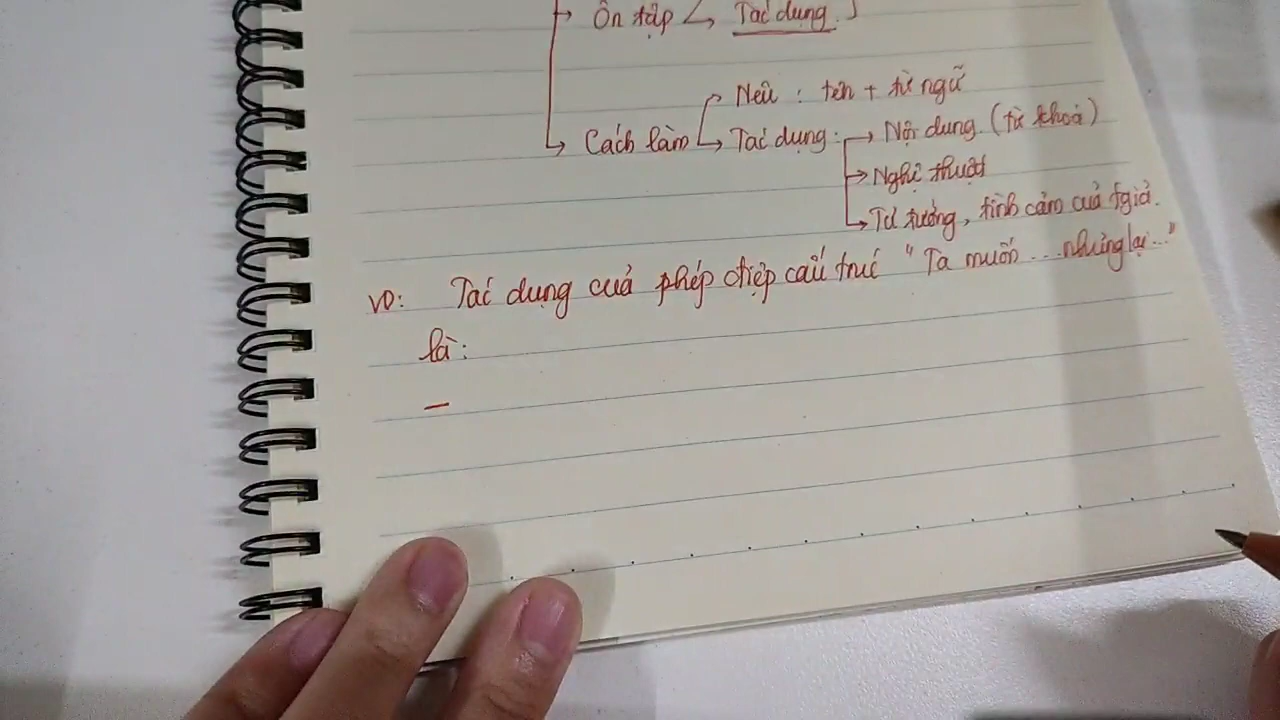 Ôn tập
Tác dụng
Nêu : tên + từ ngữ
Cách làm
Tác dụng : Nội dung (từ khoá)
Nghệ thuật
Tư tưởng, tình cảm của tgiả.
VD: Tác dụng của phép điệp cấu trúc "Ta muốn ... nhưng lại ..."
là:
–